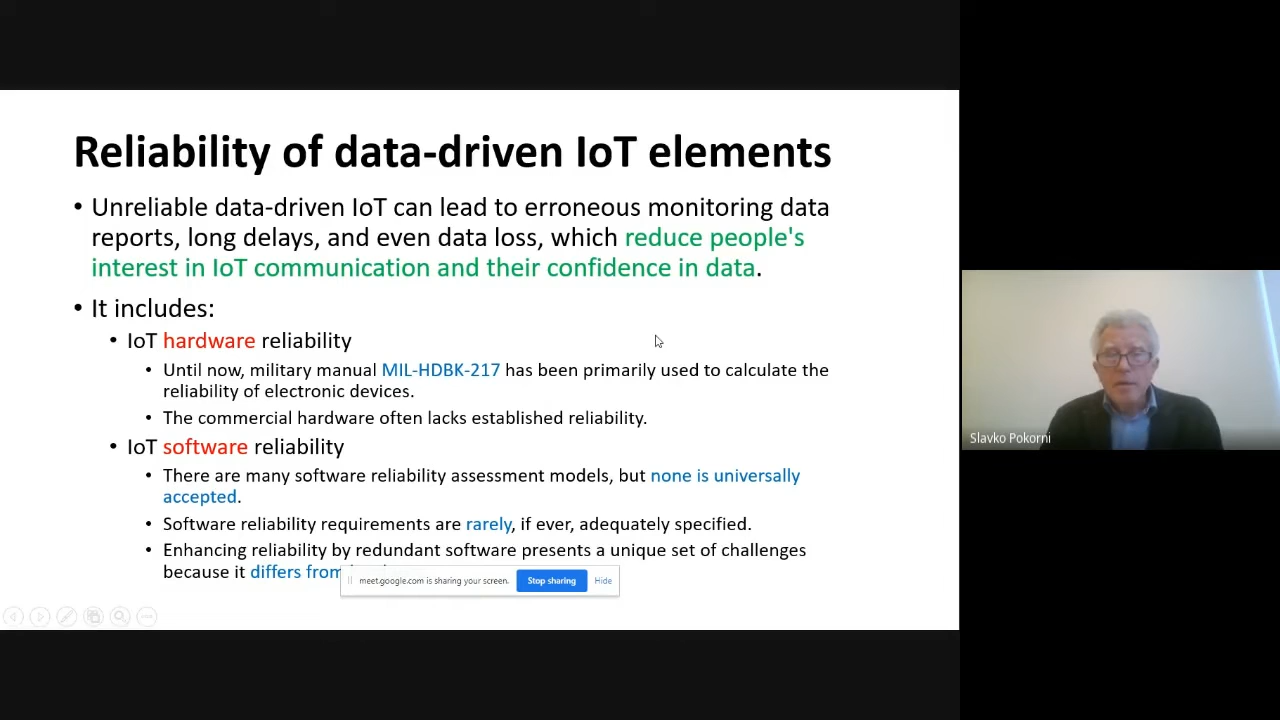 Reliability of data-driven IoT elements
• Unreliable data-driven IoT can lead to erroneous monitoring data
reports, long delays, and even data loss, which reduce people's
interest in IoT communication and their confidence in data.
• It includes:
• IoT hardware reliability
• Until now, military manual MIL-HDBK-217 has been primarily used to calculate the
reliability of electronic devices.
• The commercial hardware often lacks established reliability.
• IoT software reliability
• There are many software reliability assessment models, but none is universally
accepted.
• Software reliability requirements are rarely, if ever, adequately specified.
• Enhancing reliability by redundant software presents a unique set of challenges
because it differs from
meet.google.com is sharing your screen.
Stop sharing
Hide
Slavko Pokorni